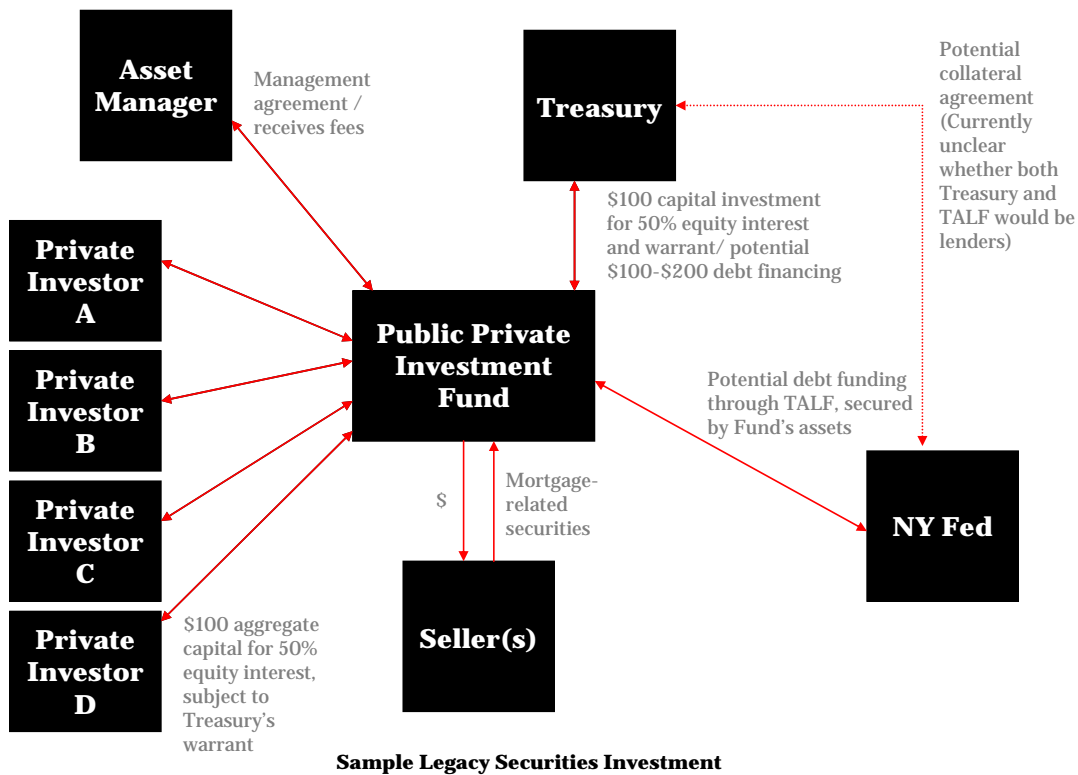 Asset
Manager
Management
agreement /
receives fees
Treasury
Potential
collateral
agreement
(Currently
unclear
whether both
Treasury and
TALF would be
lenders)
$100 capital investment
for 50% equity interest
and warrant/ potential
$100-$200 debt financing
Private
Investor
A
Private
Investor
B
Private
Investor
C
Private
Investor
D
Public Private
Investment
Fund
Potential debt funding
through TALF, secured
by Fund's assets
$
Mortgage-
related
securities
NY Fed
Seller(s)
$100 aggregate
capital for 50%
equity interest,
subject to
Treasury's
warrant
Sample Legacy Securities Investment